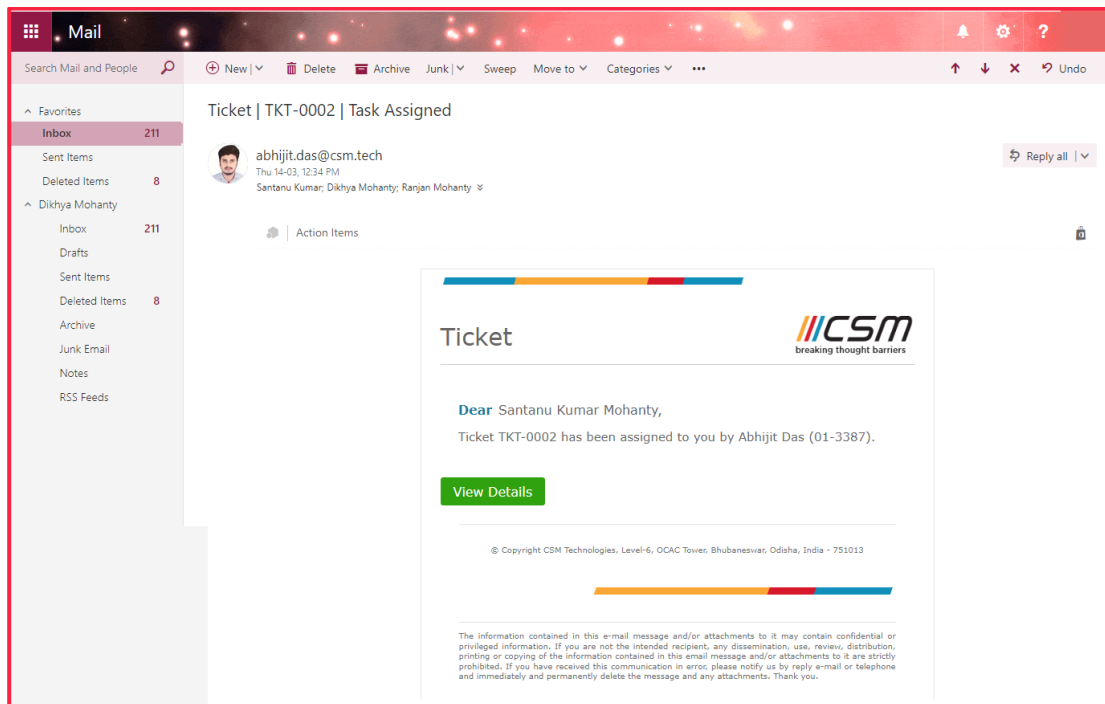 Mail
?
Search Mail and People
New
Delete
Archive
Junk
Sweep
Move to
Categories
Undo
Favorites
Inbox 211
Sent Items
Deleted Items 8
Dikhya Mohanty
Inbox 211
Drafts
Sent Items
Deleted Items 8
Archive
Junk Email
Notes
RSS Feeds
Ticket | TKT-0002 | Task Assigned
abhijit.das@csm.tech
Thu 14-03, 12:34 PM
Santanu Kumar; Dikhya Mohanty; Ranjan Mohanty
Reply all
Action Items
Ticket
CSM
breaking thought barriers
Dear Santanu Kumar Mohanty,
Ticket TKT-0002 has been assigned to you by Abhijit Das (01-3387).
View Details
© Copyright CSM Technologies, Level-6, OCAC Tower, Bhubaneswar, Odisha, India - 751013
The information contained in this e-mail message and/or attachments to it may contain confidential or
privileged information. If you are not the intended recipient, any dissemination, use, review, distribution,
printing or copying of the information contained in this email message and/or attachments to it are strictly
prohibited. If you have received this communication in error, please notify us by reply e-mail or telephone
and immediately and permanently delete the message and any attachments. Thank you.